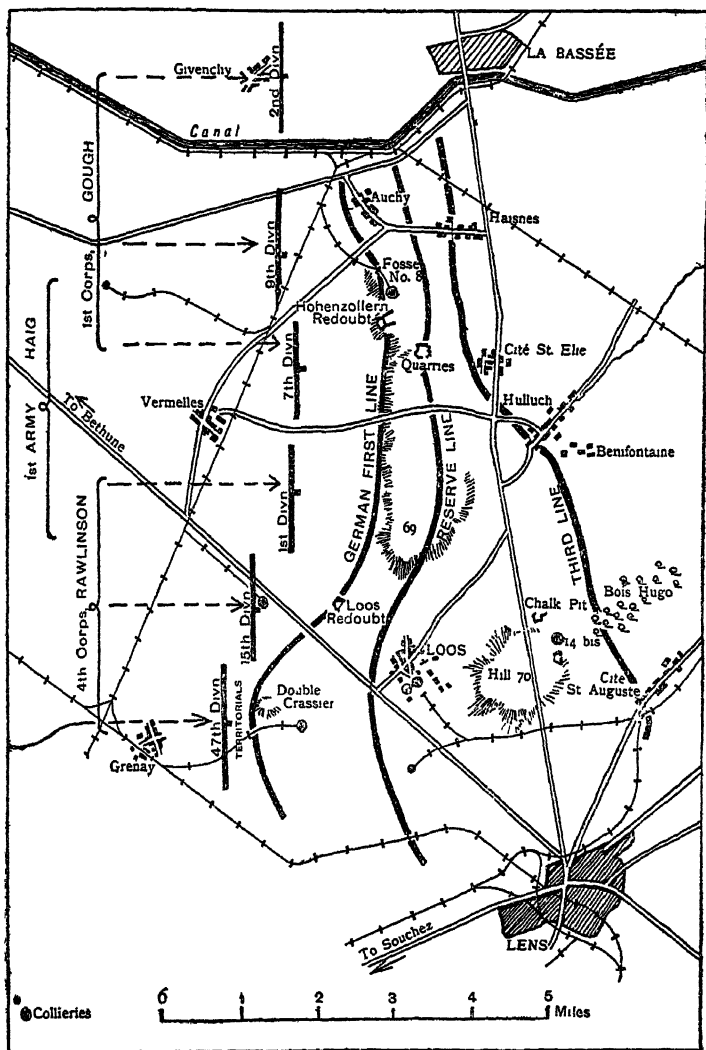 LA BASSÉE
Givenchy
2nd Divn
Canal
GOUGH
1st Corps,
Auchy
Haisnes
9th Divn
Fosse
No. 8
Hohenzollern
Redoubt
HAIG
1st ARMY
7th Divn
Quarries
Cité St. Elie
Hulluch
To Bethune
Vermelles
Benifontaine
GERMAN FIRST LINE
RESERVE LINE
THIRD LINE
1st Divn
69
RAWLINSON
4th Corps,
15th Divn
Loos
Redoubt
Chalk Pit
Bois Hugo
LOOS
14 bis
Hill 70
Cité
St Auguste
47th Divn
TERRITORIALS
Double
Crassier
Grenay
To Souchez
LENS
0 1 2 3 4 5 Miles
Collieries